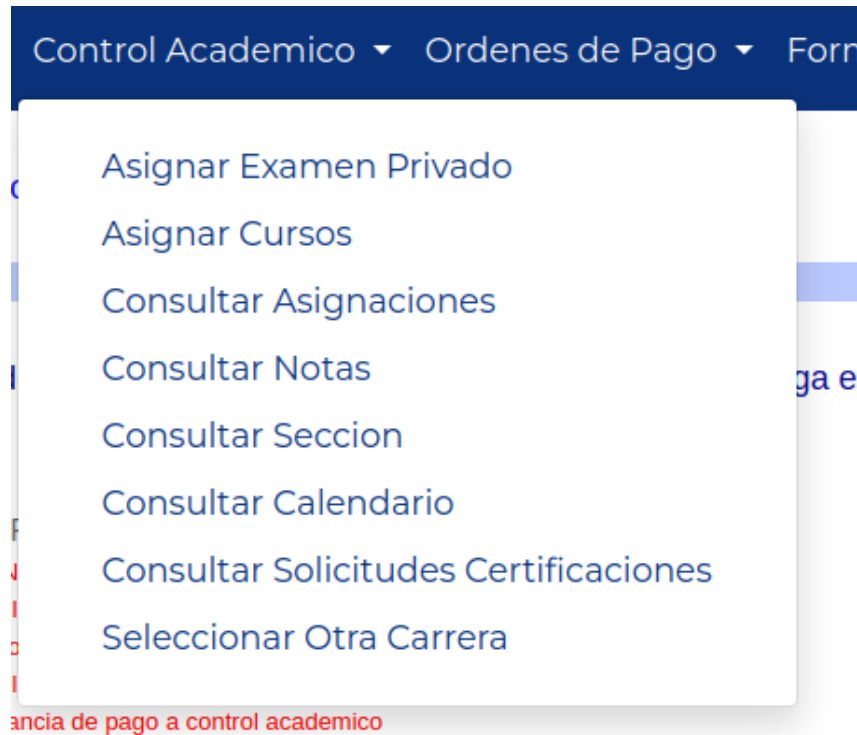 Control Academico Ordenes de Pago
Asignar Examen Privado
Asignar Cursos
Consultar Asignaciones
Consultar Notas
ga e
Consultar Seccion
Consultar Calendario
Consultar Solicitudes Certificaciones
Seleccionar Otra Carrera
ancia de pago a control academico